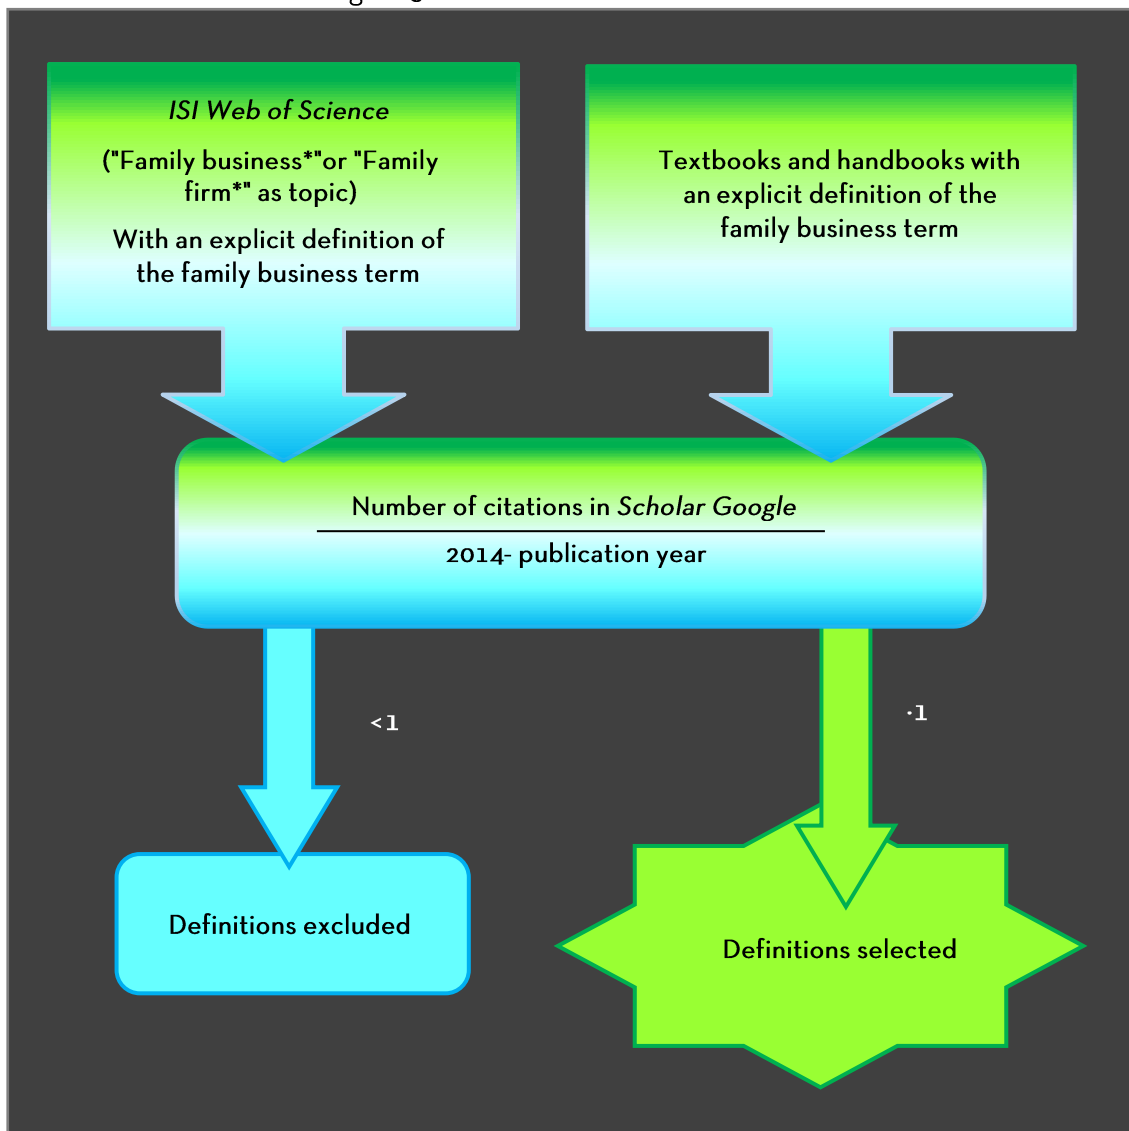 ISI Web of Science
("Family business*"or "Family
firm*" as topic)
With an explicit definition of
the family business term
Textbooks and handbooks with
an explicit definition of the
family business term
Number of citations in Scholar Google
2014- publication year
<1
·1
Definitions excluded
Definitions selected